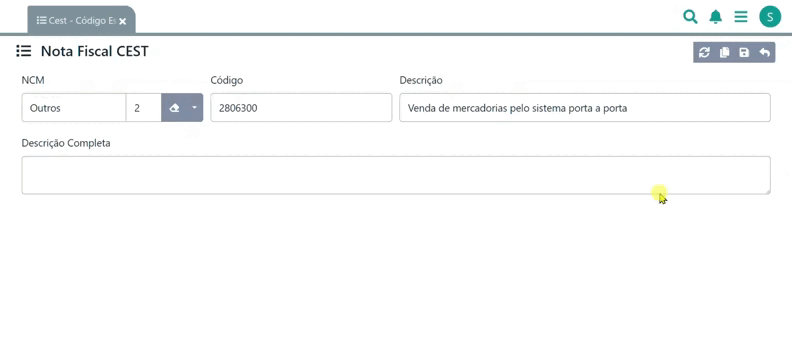 Cest - Código Es
S
Nota Fiscal CEST
NCM Código Descrição
Outros 2 2806300 Venda de mercadorias pelo sistema porta a porta
Descrição Completa